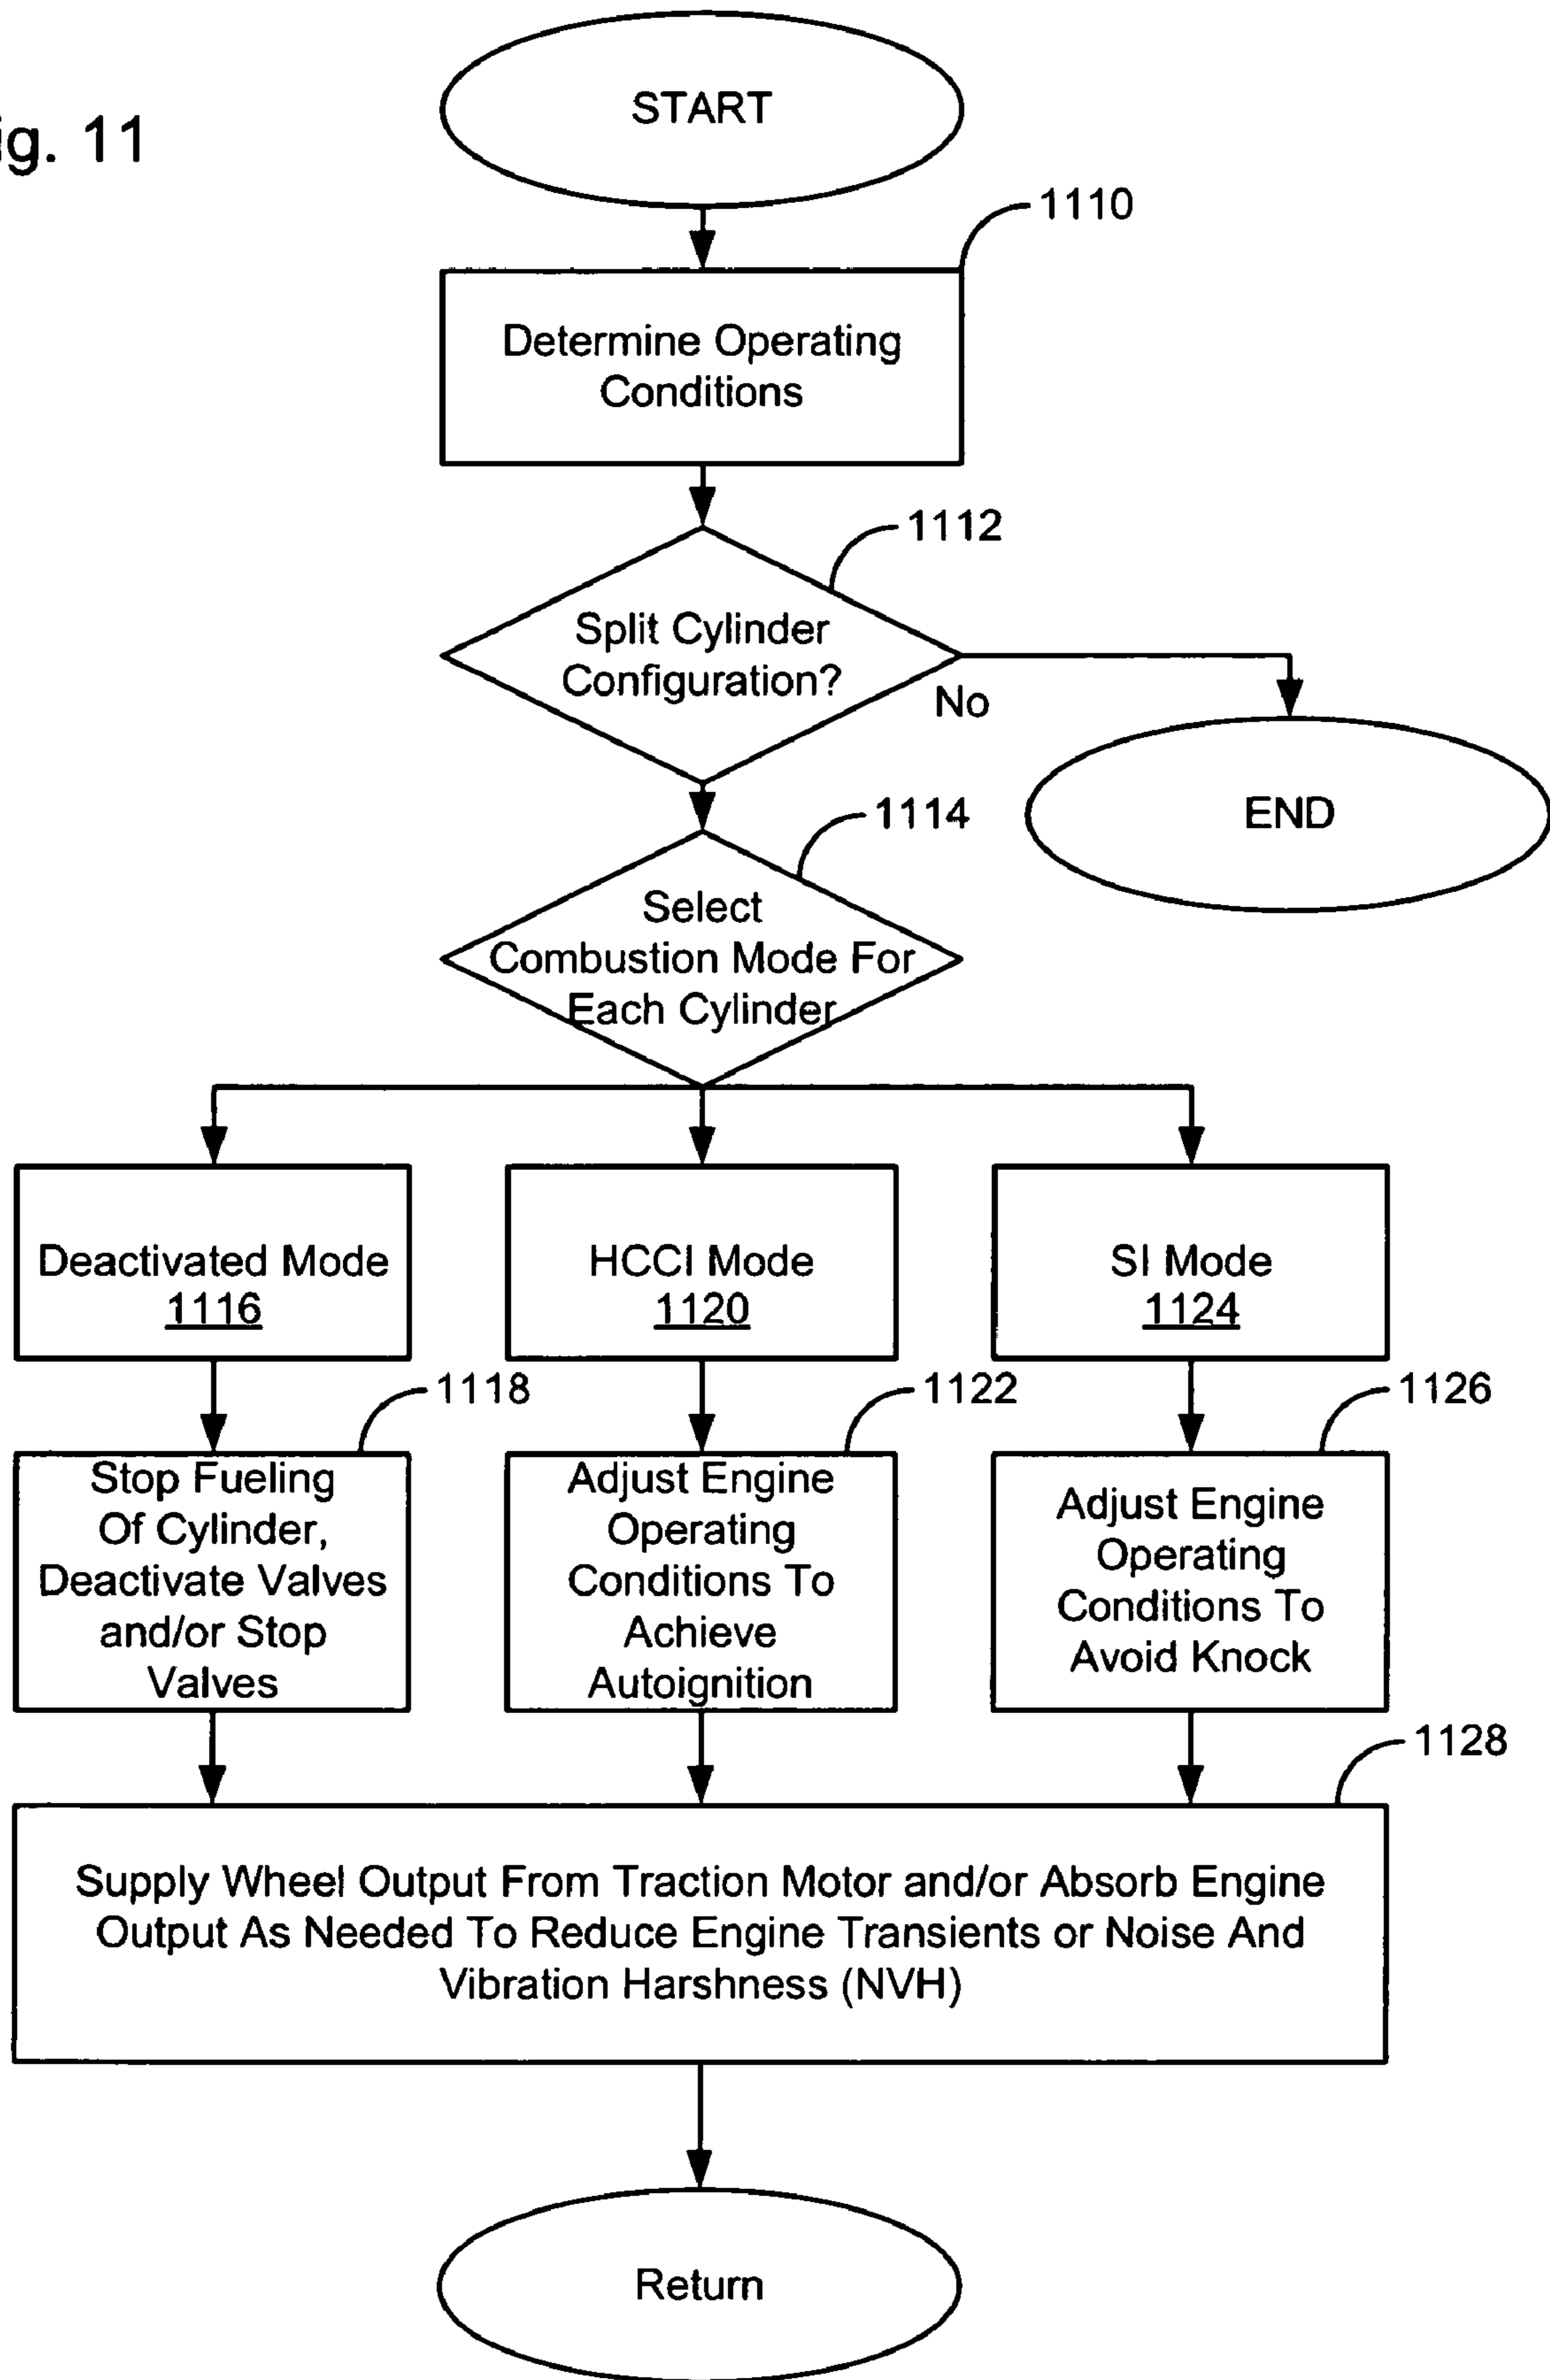 ig. 11
START
1110
Determine Operating
Conditions
1112
Split Cylinder
Configuration?
No
END
1114
Select
Combustion Mode For
Each Cylinder
Deactivated Mode
1116
HCCI Mode
1120
SI Mode
1124
1118
Stop Fueling
Of Cylinder,
Deactivate Valves
and/or Stop
Valves
1122
Adjust Engine
Operating
Conditions To
Achieve
Autoignition
1126
Adjust Engine
Operating
Conditions To
Avoid Knock
1128
Supply Wheel Output From Traction Motor and/or Absorb Engine
Output As Needed To Reduce Engine Transients or Noise And
Vibration Harshness (NVH)
Return